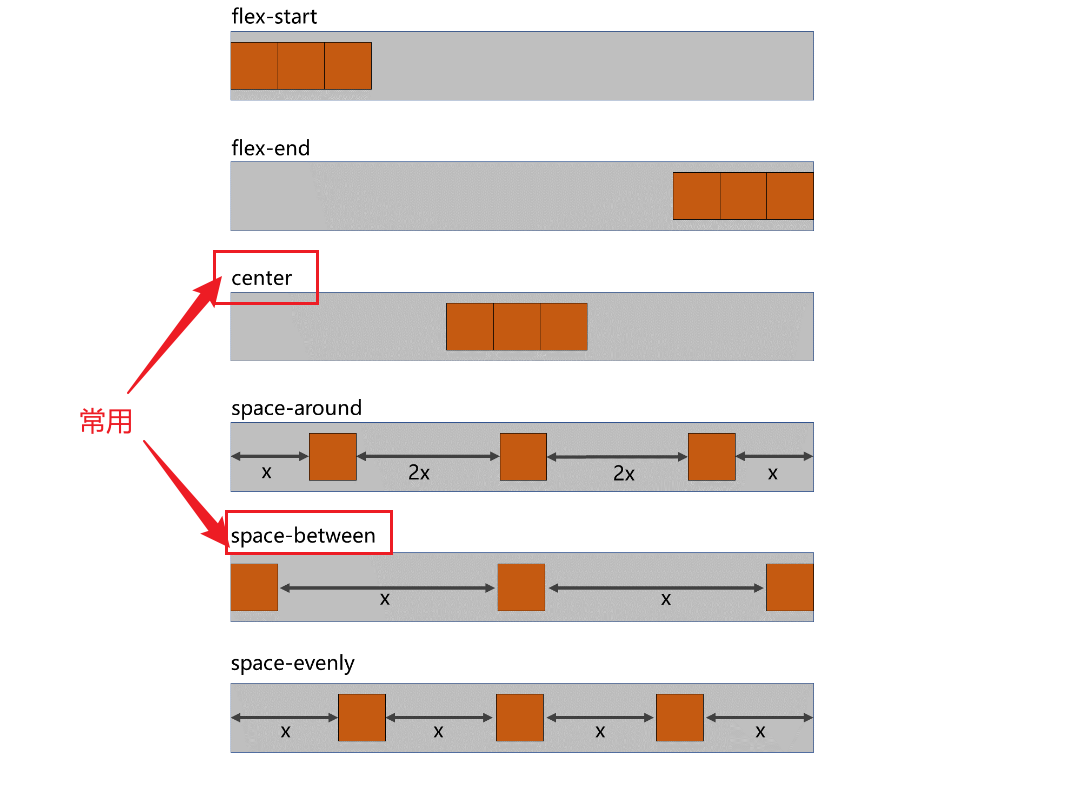 flex-start
flex-end
center
常用
space-around
x
2x
2x
x
space-between
x
x
space-evenly
x
x
x
x